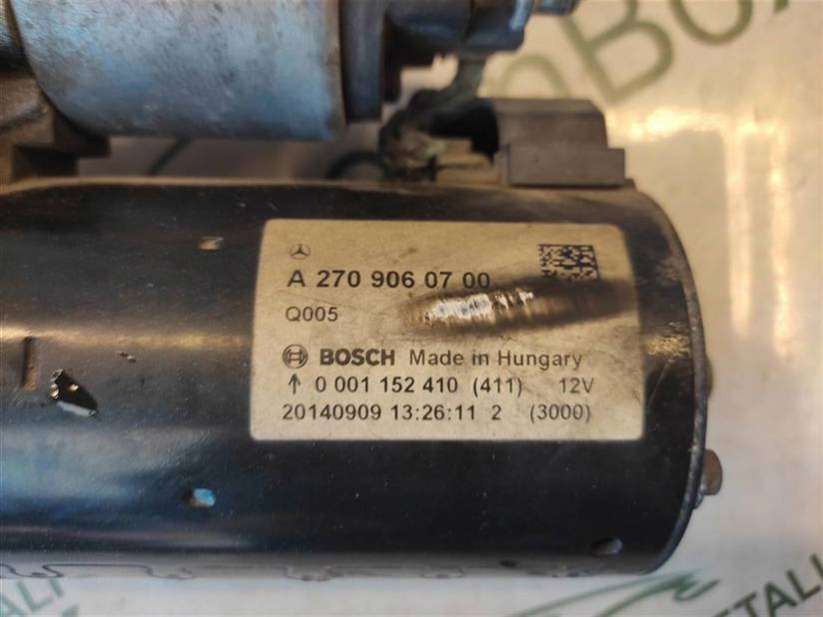 A 270 906 07 00
Q005
BOSCH Made in Hungary
↑ 0 001 152 410 (411) 12V
20140909 13:26:11 2 (3000)